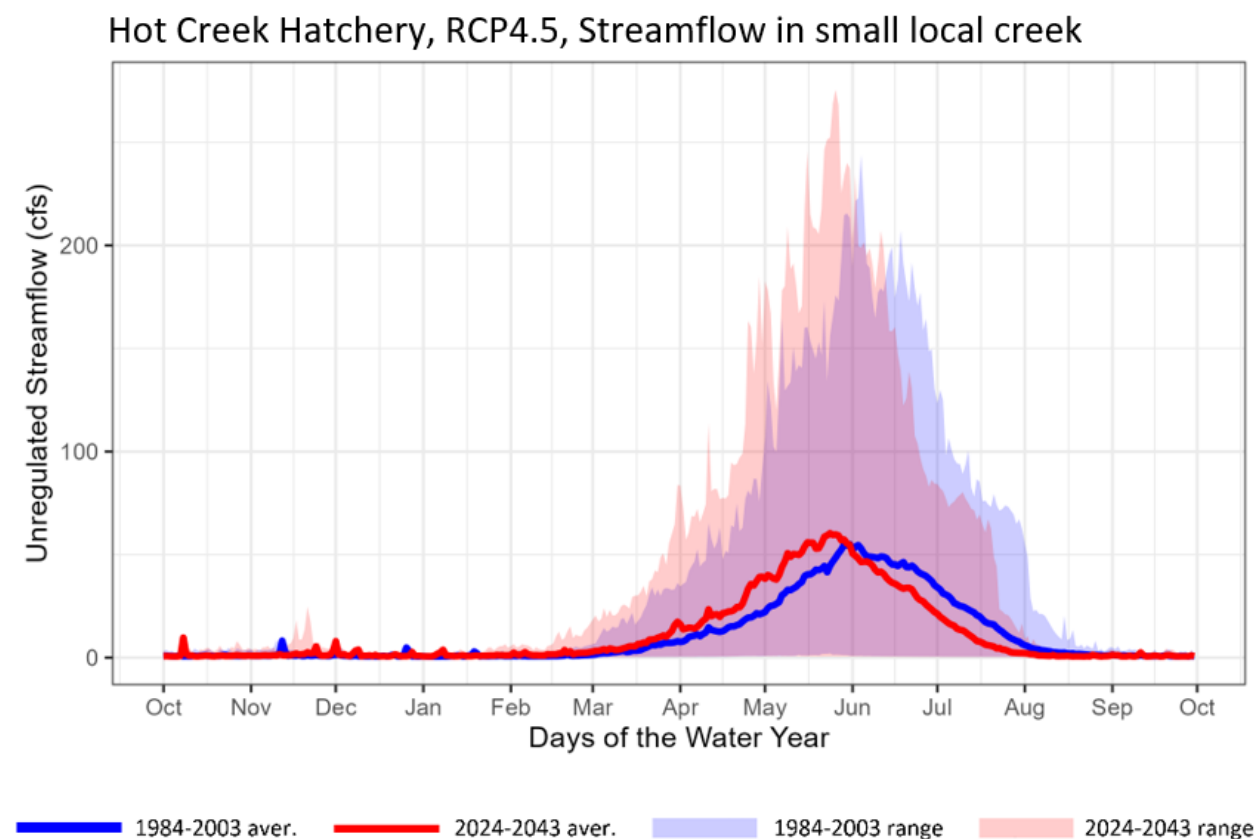 Hot Creek Hatchery, RCP4.5, Streamflow in small local creek
Unregulated Streamflow (cfs)
200
100
0
Oct Nov Dec Jan Feb Mar Apr May Jun Jul Aug Sep Oct
Days of the Water Year
1984-2003 aver. 2024-2043 aver. 1984-2003 range 2024-2043 range